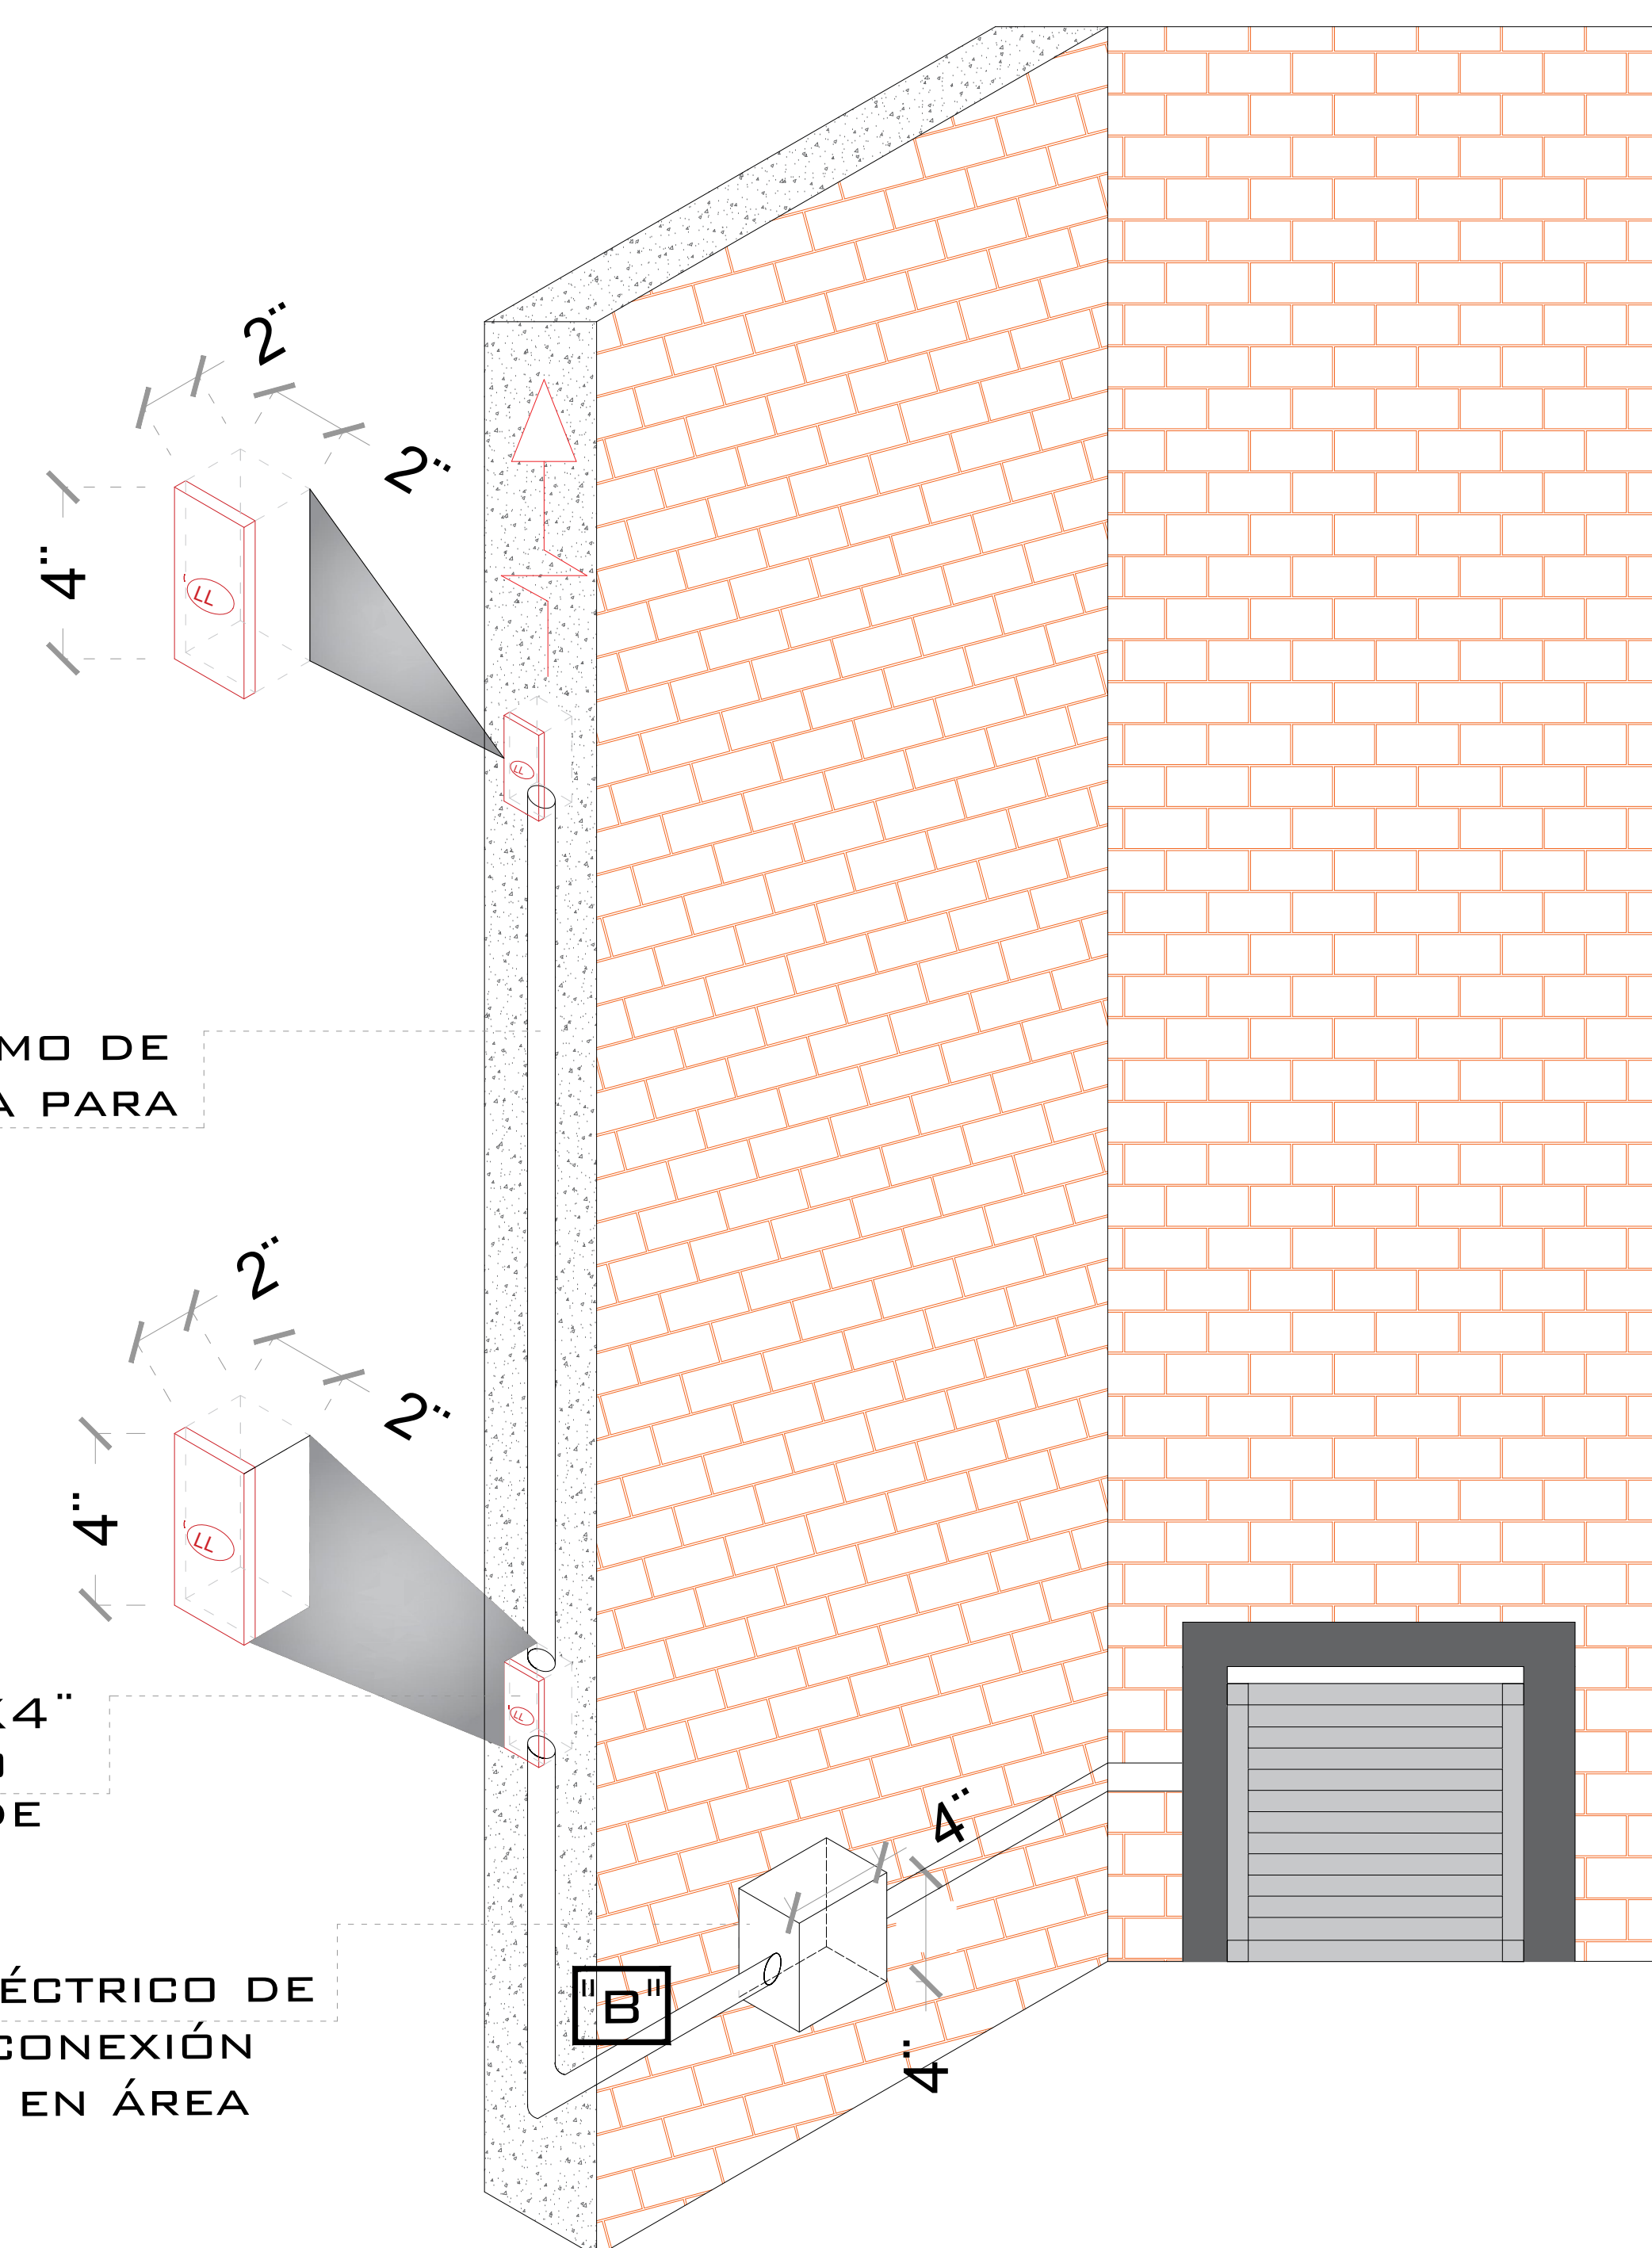 2¨
2¨
4¨
LL
LL
MO DE
A PARA
2¨
2¨
4¨
LL
LL
X4¨
DE
4¨
ÉCTRICO DE
"B"
CONEXIÓN
4¨
EN ÁREA